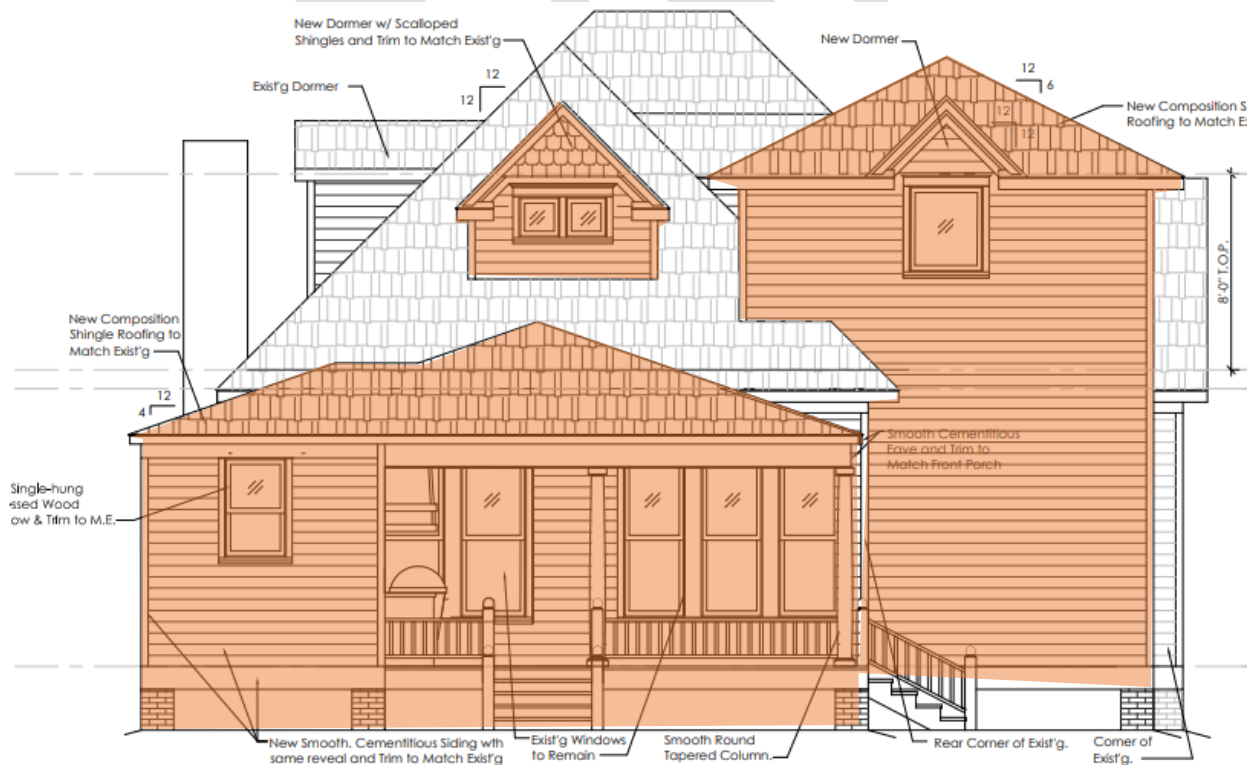 New Dormer w/ Scalloped
Shingles and Trim to Match Exist'g
New Dormer
12
12
Exist'g Dormer
12
6
New Composition S
Roofing to Match Ex
12
12
8'-0" T.O.P.
New Composition
Shingle Roofing to
Match Exist'g
12
4
Smooth Cementitious
Eave and Trim to
Match Front Porch
Single-hung
ssed Wood
ow & Trim to M.E.
New Smooth. Cementitious Siding wth
same reveal and Trim to Match Exist'g
Exist'g Windows
to Remain
Smooth Round
Tapered Column.
Rear Corner of Exist'g.
Corner of
Exist'g.